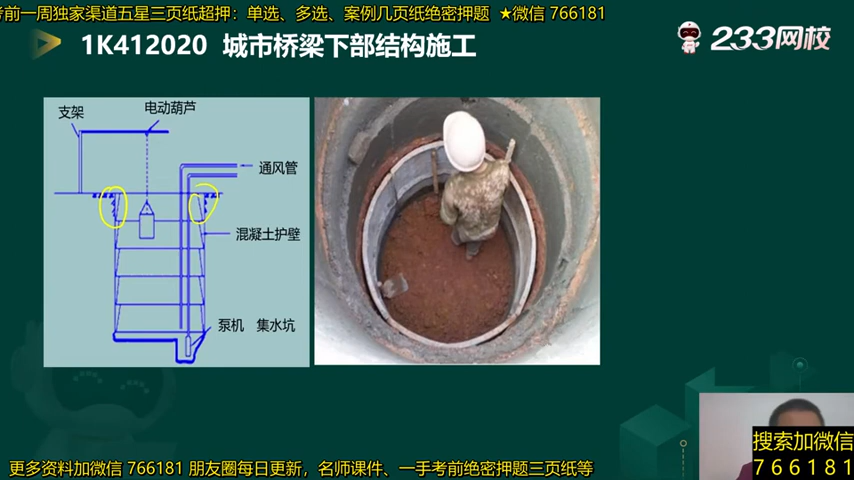 考前一周独家渠道五星三页纸超押：单选、多选、案例几页纸绝密押题 ★微信 766181
1K412020 城市桥梁下部结构施工
233网校
支架
电动葫芦
通风管
混凝土护壁
泵机 集水坑
搜索加微信
766181
更多资料加微信 766181 朋友圈每日更新，名师课件、一手考前绝密押题三页纸等